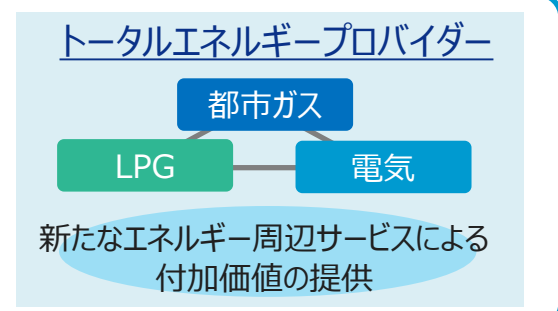 トータルエネルギープロバイダー
都市ガス
LPG
電気
新たなエネルギー周辺サービスによる
付加価値の提供